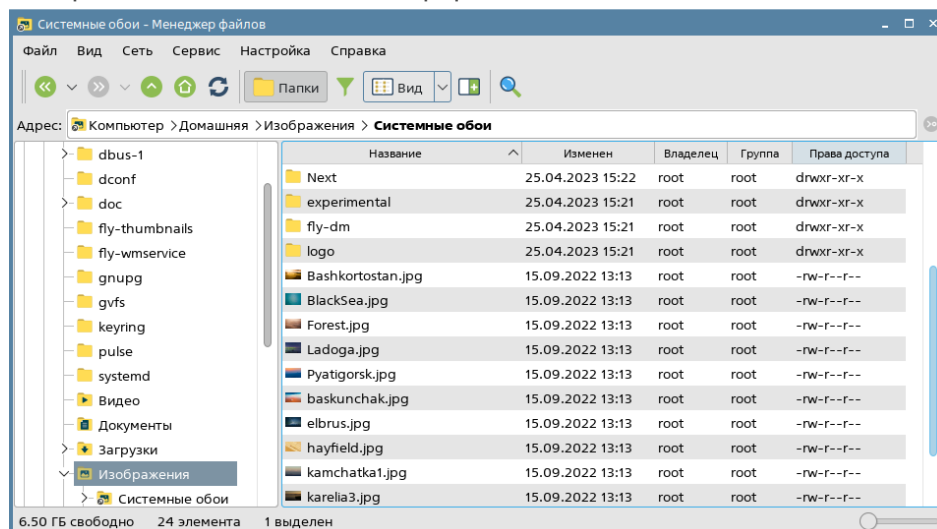 Системные обои – Менеджер файлов
Файл Вид Сеть Сервис Настройка Справка
Папки Вид
Адрес: Компьютер >Домашняя >Изображения > Системные обои
dbus-1
dconf
doc
fly-thumbnails
fly-wmservice
gnupg
gvfs
keyring
pulse
systemd
Видео
Документы
Загрузки
Изображения
Системные обои
Название Изменен Владелец Группа Права доступа
Next 25.04.2023 15:22 root root drwxr-xr-x
experimental 25.04.2023 15:21 root root drwxr-xr-x
fly-dm 25.04.2023 15:21 root root drwxr-xr-x
logo 25.04.2023 15:21 root root drwxr-xr-x
Bashkortostan.jpg 15.09.2022 13:13 root root -rw-r--r--
BlackSea.jpg 15.09.2022 13:13 root root -rw-r--r--
Forest.jpg 15.09.2022 13:13 root root -rw-r--r--
Ladoga.jpg 15.09.2022 13:13 root root -rw-r--r--
Pyatigorsk.jpg 15.09.2022 13:13 root root -rw-r--r--
baskunchak.jpg 15.09.2022 13:13 root root -rw-r--r--
elbrus.jpg 15.09.2022 13:13 root root -rw-r--r--
hayfield.jpg 15.09.2022 13:13 root root -rw-r--r--
kamchatka1.jpg 15.09.2022 13:13 root root -rw-r--r--
karelia3.jpg 15.09.2022 13:13 root root -rw-r--r--
6.50 ГБ свободно 24 элемента 1 выделен